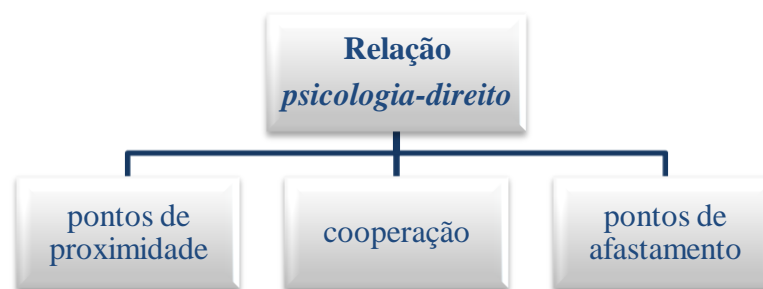 Relação
psicologia-direito
pontos de
proximidade
cooperação
pontos de
afastamento